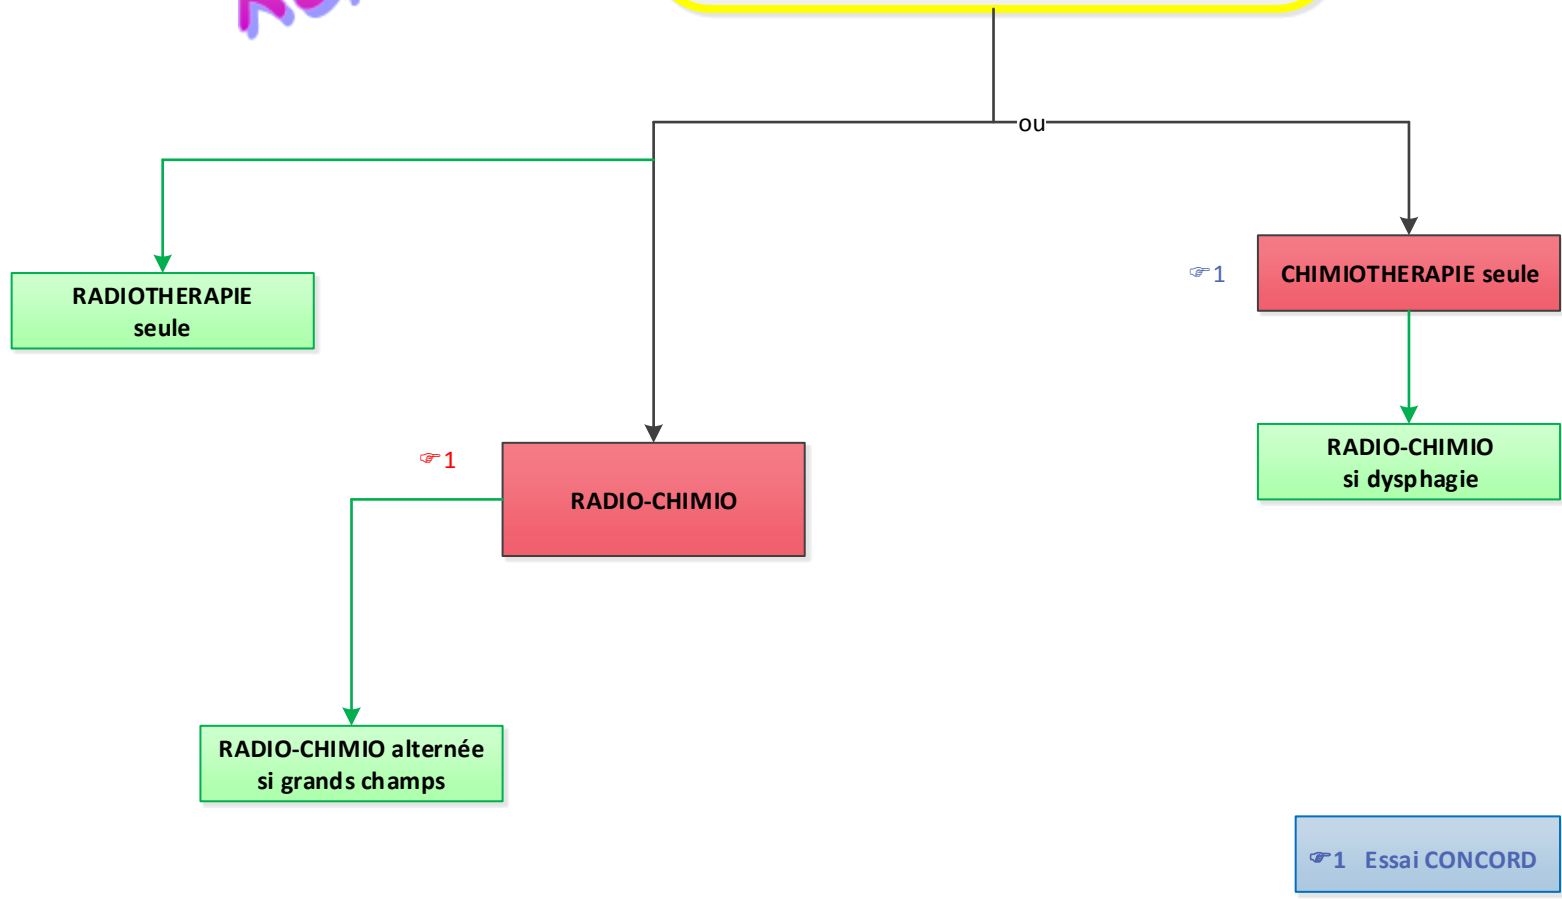 ou
RADIOTHERAPIE
seule
☞1
CHIMIOTHERAPIE seule
RADIO-CHIMIO
si dysphagie
☞1
RADIO-CHIMIO
RADIO-CHIMIO alternée
si grands champs
☞1 Essai CONCORD